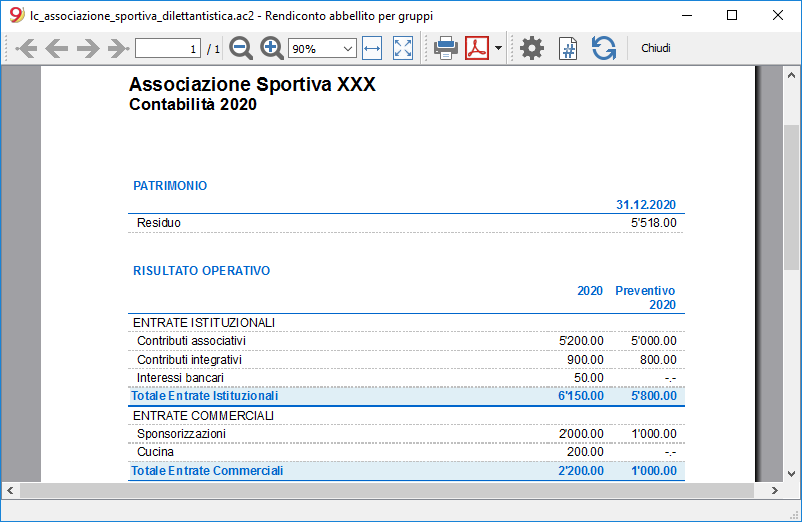 lc_associazione_sportiva_dilettantistica.ac2 - Rendiconto abbellito per gruppi
1 / 1 90% Chiudi
Associazione Sportiva XXX
Contabilità 2020
PATRIMONIO
31.12.2020
Residuo 5'518.00
RISULTATO OPERATIVO
2020 Preventivo
2020
ENTRATE ISTITUZIONALI
Contributi associativi 5'200.00 5'000.00
Contributi integrativi 900.00 800.00
Interessi bancari 50.00 -.-
Totale Entrate Istituzionali 6'150.00 5'800.00
ENTRATE COMMERCIALI
Sponsorizzazioni 2'000.00 1'000.00
Cucina 200.00 -.-
Totale Entrate Commerciali 2'200.00 1'000.00